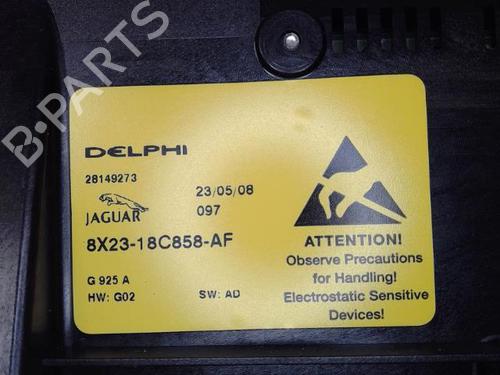 B-PARTS
DELPHI
28149273
23/05/08
JAGUAR
097
8X23-18C858-AF
G 925 A
HW: G02
SW: AD
ATTENTION!
Observe Precautions
for Handling!
Electrostatic Sensitive
Devices!